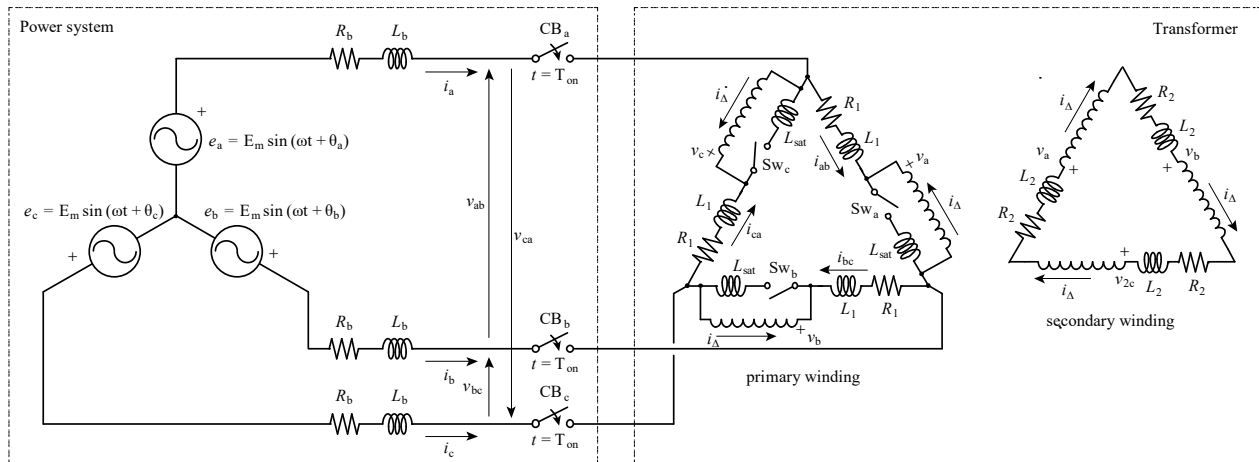 Power system
Transformer
R_b
L_b
CB_a
i_a
t = T_on
e_a = E_m sin (ωt + θ_a)
e_c = E_m sin (ωt + θ_c)
e_b = E_m sin (ωt + θ_b)
+
+
+
v_ab
v_ca
R_b
L_b
CB_b
i_b
t = T_on
v_bc
R_b
L_b
CB_c
i_c
t = T_on
i_Δ
L_sat
v_c
+
Sw_c
R_1
L_1
i_ab
+
v_a
i_Δ
Sw_a
L_sat
L_1
R_1
i_ca
L_sat
Sw_b
i_bc
L_1
R_1
i_Δ
+
v_b
primary winding
i_Δ
R_2
L_2
v_a
v_b
+
+
L_2
R_2
i_Δ
+
i_Δ
v_2c
L_2
R_2
secondary winding